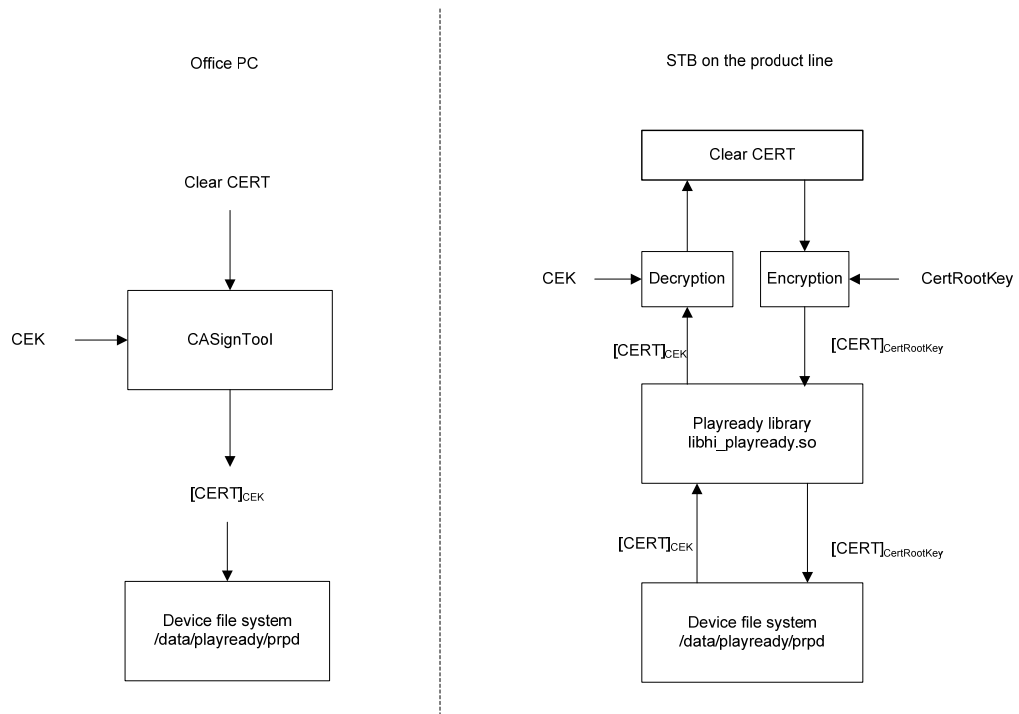 Office PC
Clear CERT
CEK
CASignTool
[CERT]CEK
Device file system
/data/playready/prpd
STB on the product line
Clear CERT
CEK
Decryption
Encryption
CertRootKey
[CERT]CEK
[CERT]CertRootKey
Playready library
libhi_playready.so
[CERT]CEK
[CERT]CertRootKey
Device file system
/data/playready/prpd